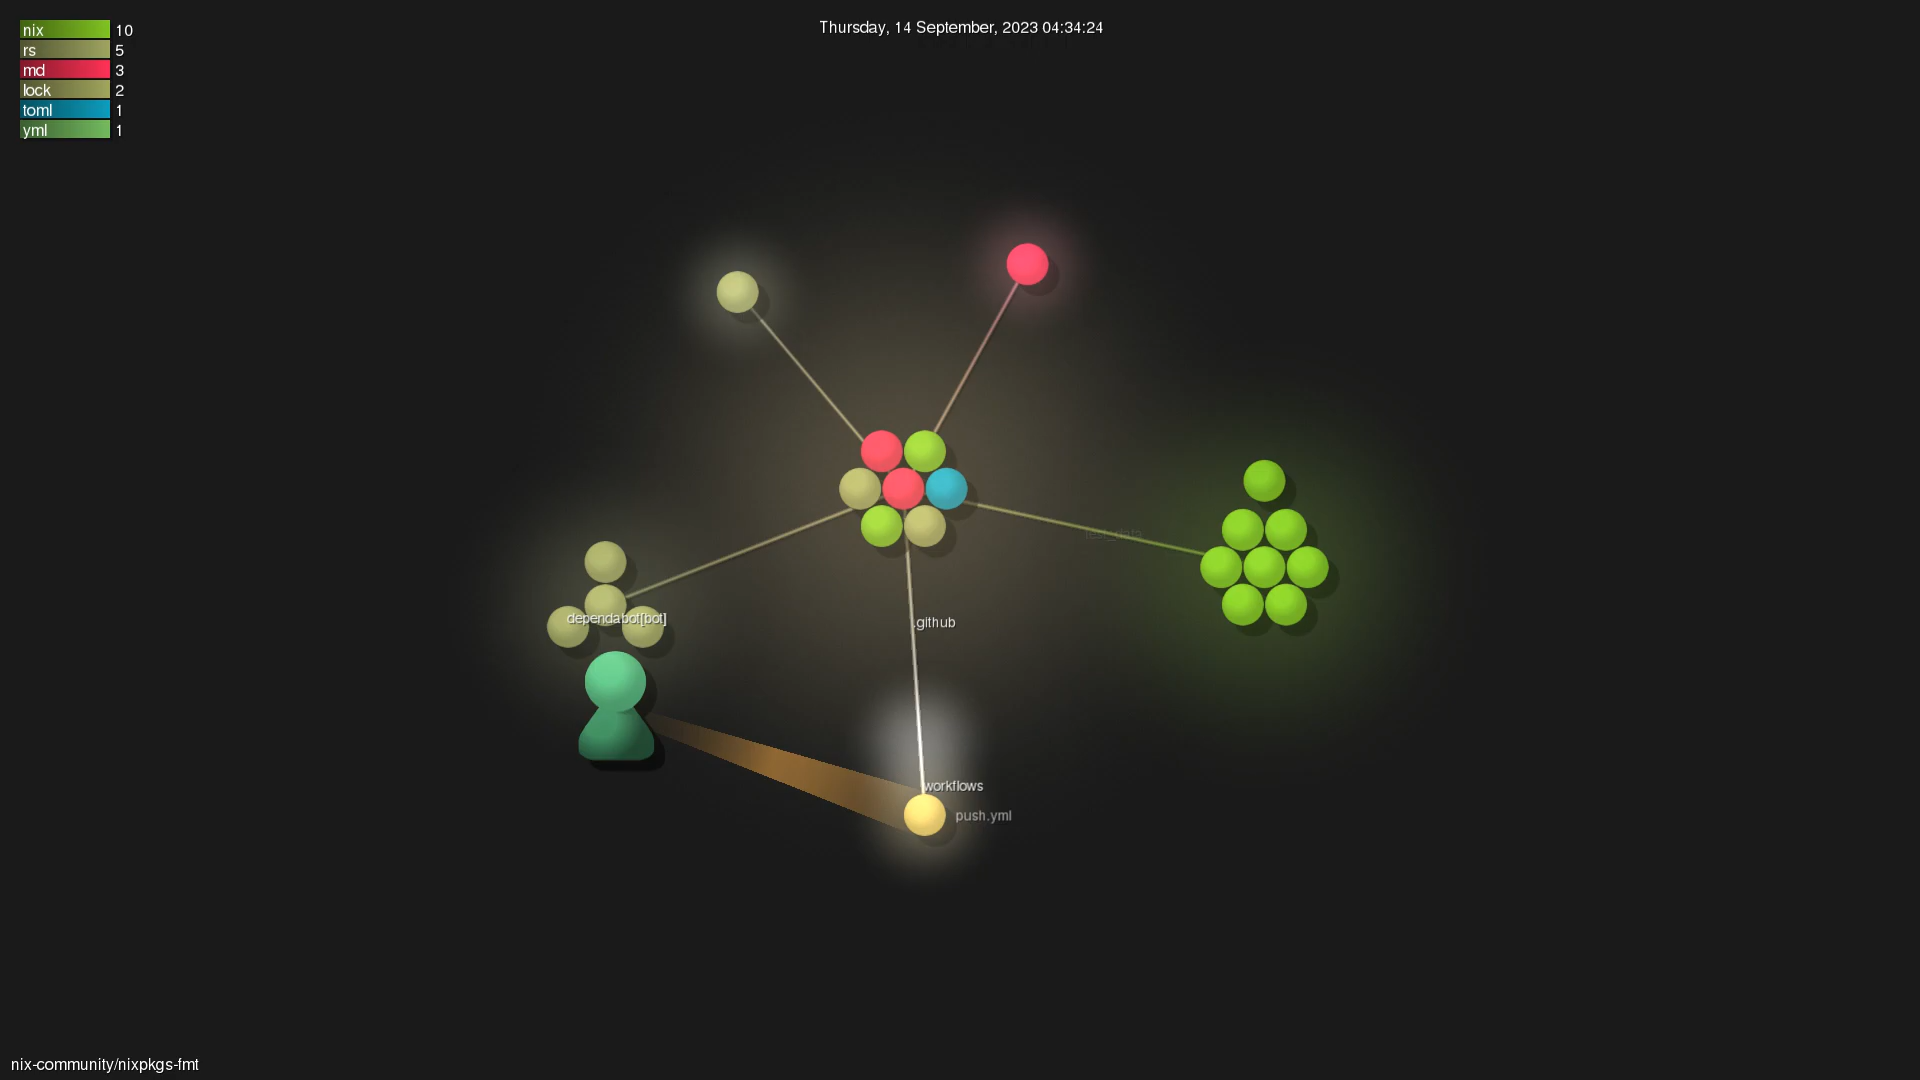 nix 10
rs 5
md 3
lock 2
toml 1
yml 1
Thursday, 14 September, 2023 04:34:24
test_data
dependabot[bot]
.github
workflows
push.yml
nix-community/nixpkgs-fmt